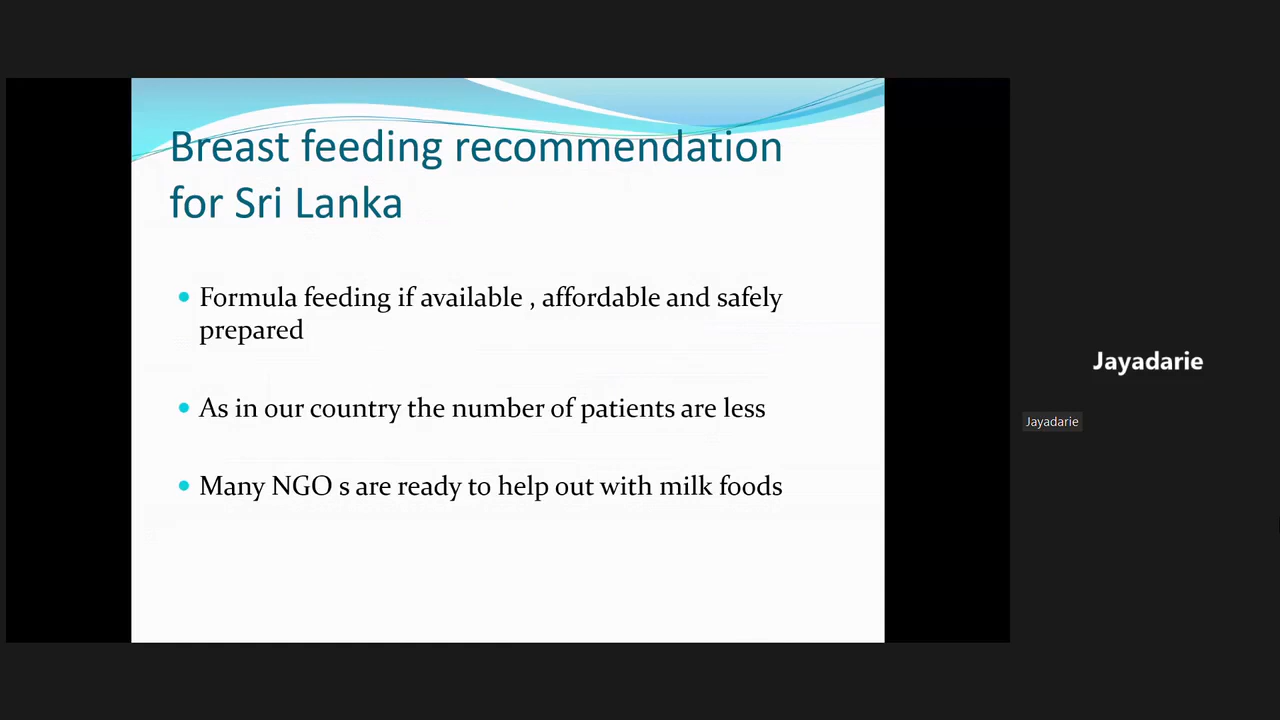 Breast feeding recommendation
for Sri Lanka
Formula feeding if available , affordable and safely
prepared
As in our country the number of patients are less
Many NGO s are ready to help out with milk foods
Jayadarie
Jayadarie